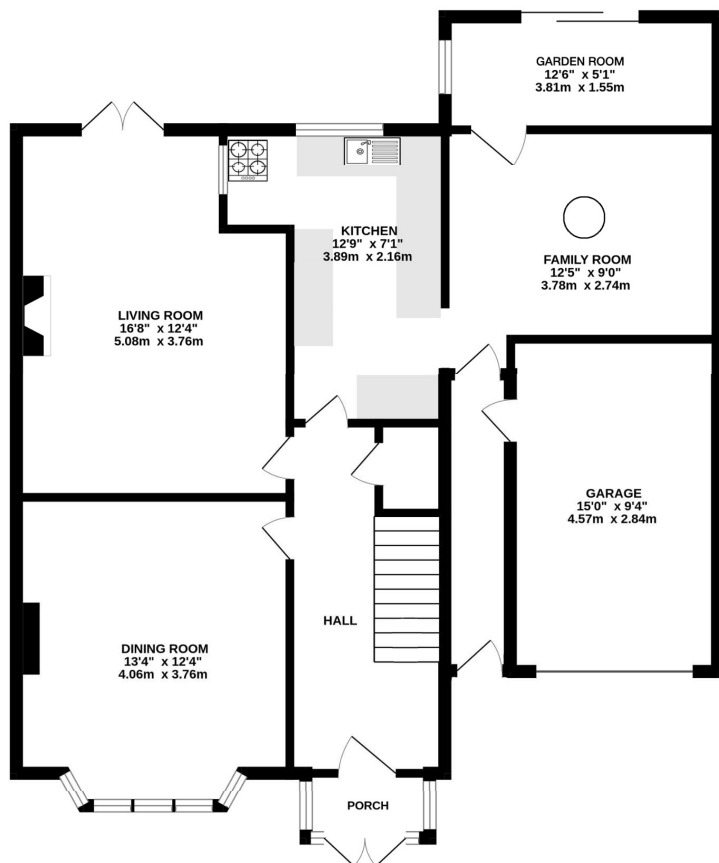 GARDEN ROOM
12'6" x 5'1"
3.81m x 1.55m
KITCHEN
12'9" x 7'1"
3.89m x 2.16m
FAMILY ROOM
12'5" x 9'0"
3.78m x 2.74m
LIVING ROOM
16'8" x 12'4"
5.08m x 3.76m
GARAGE
15'0" x 9'4"
4.57m x 2.84m
HALL
DINING ROOM
13'4" x 12'4"
4.06m x 3.76m
PORCH